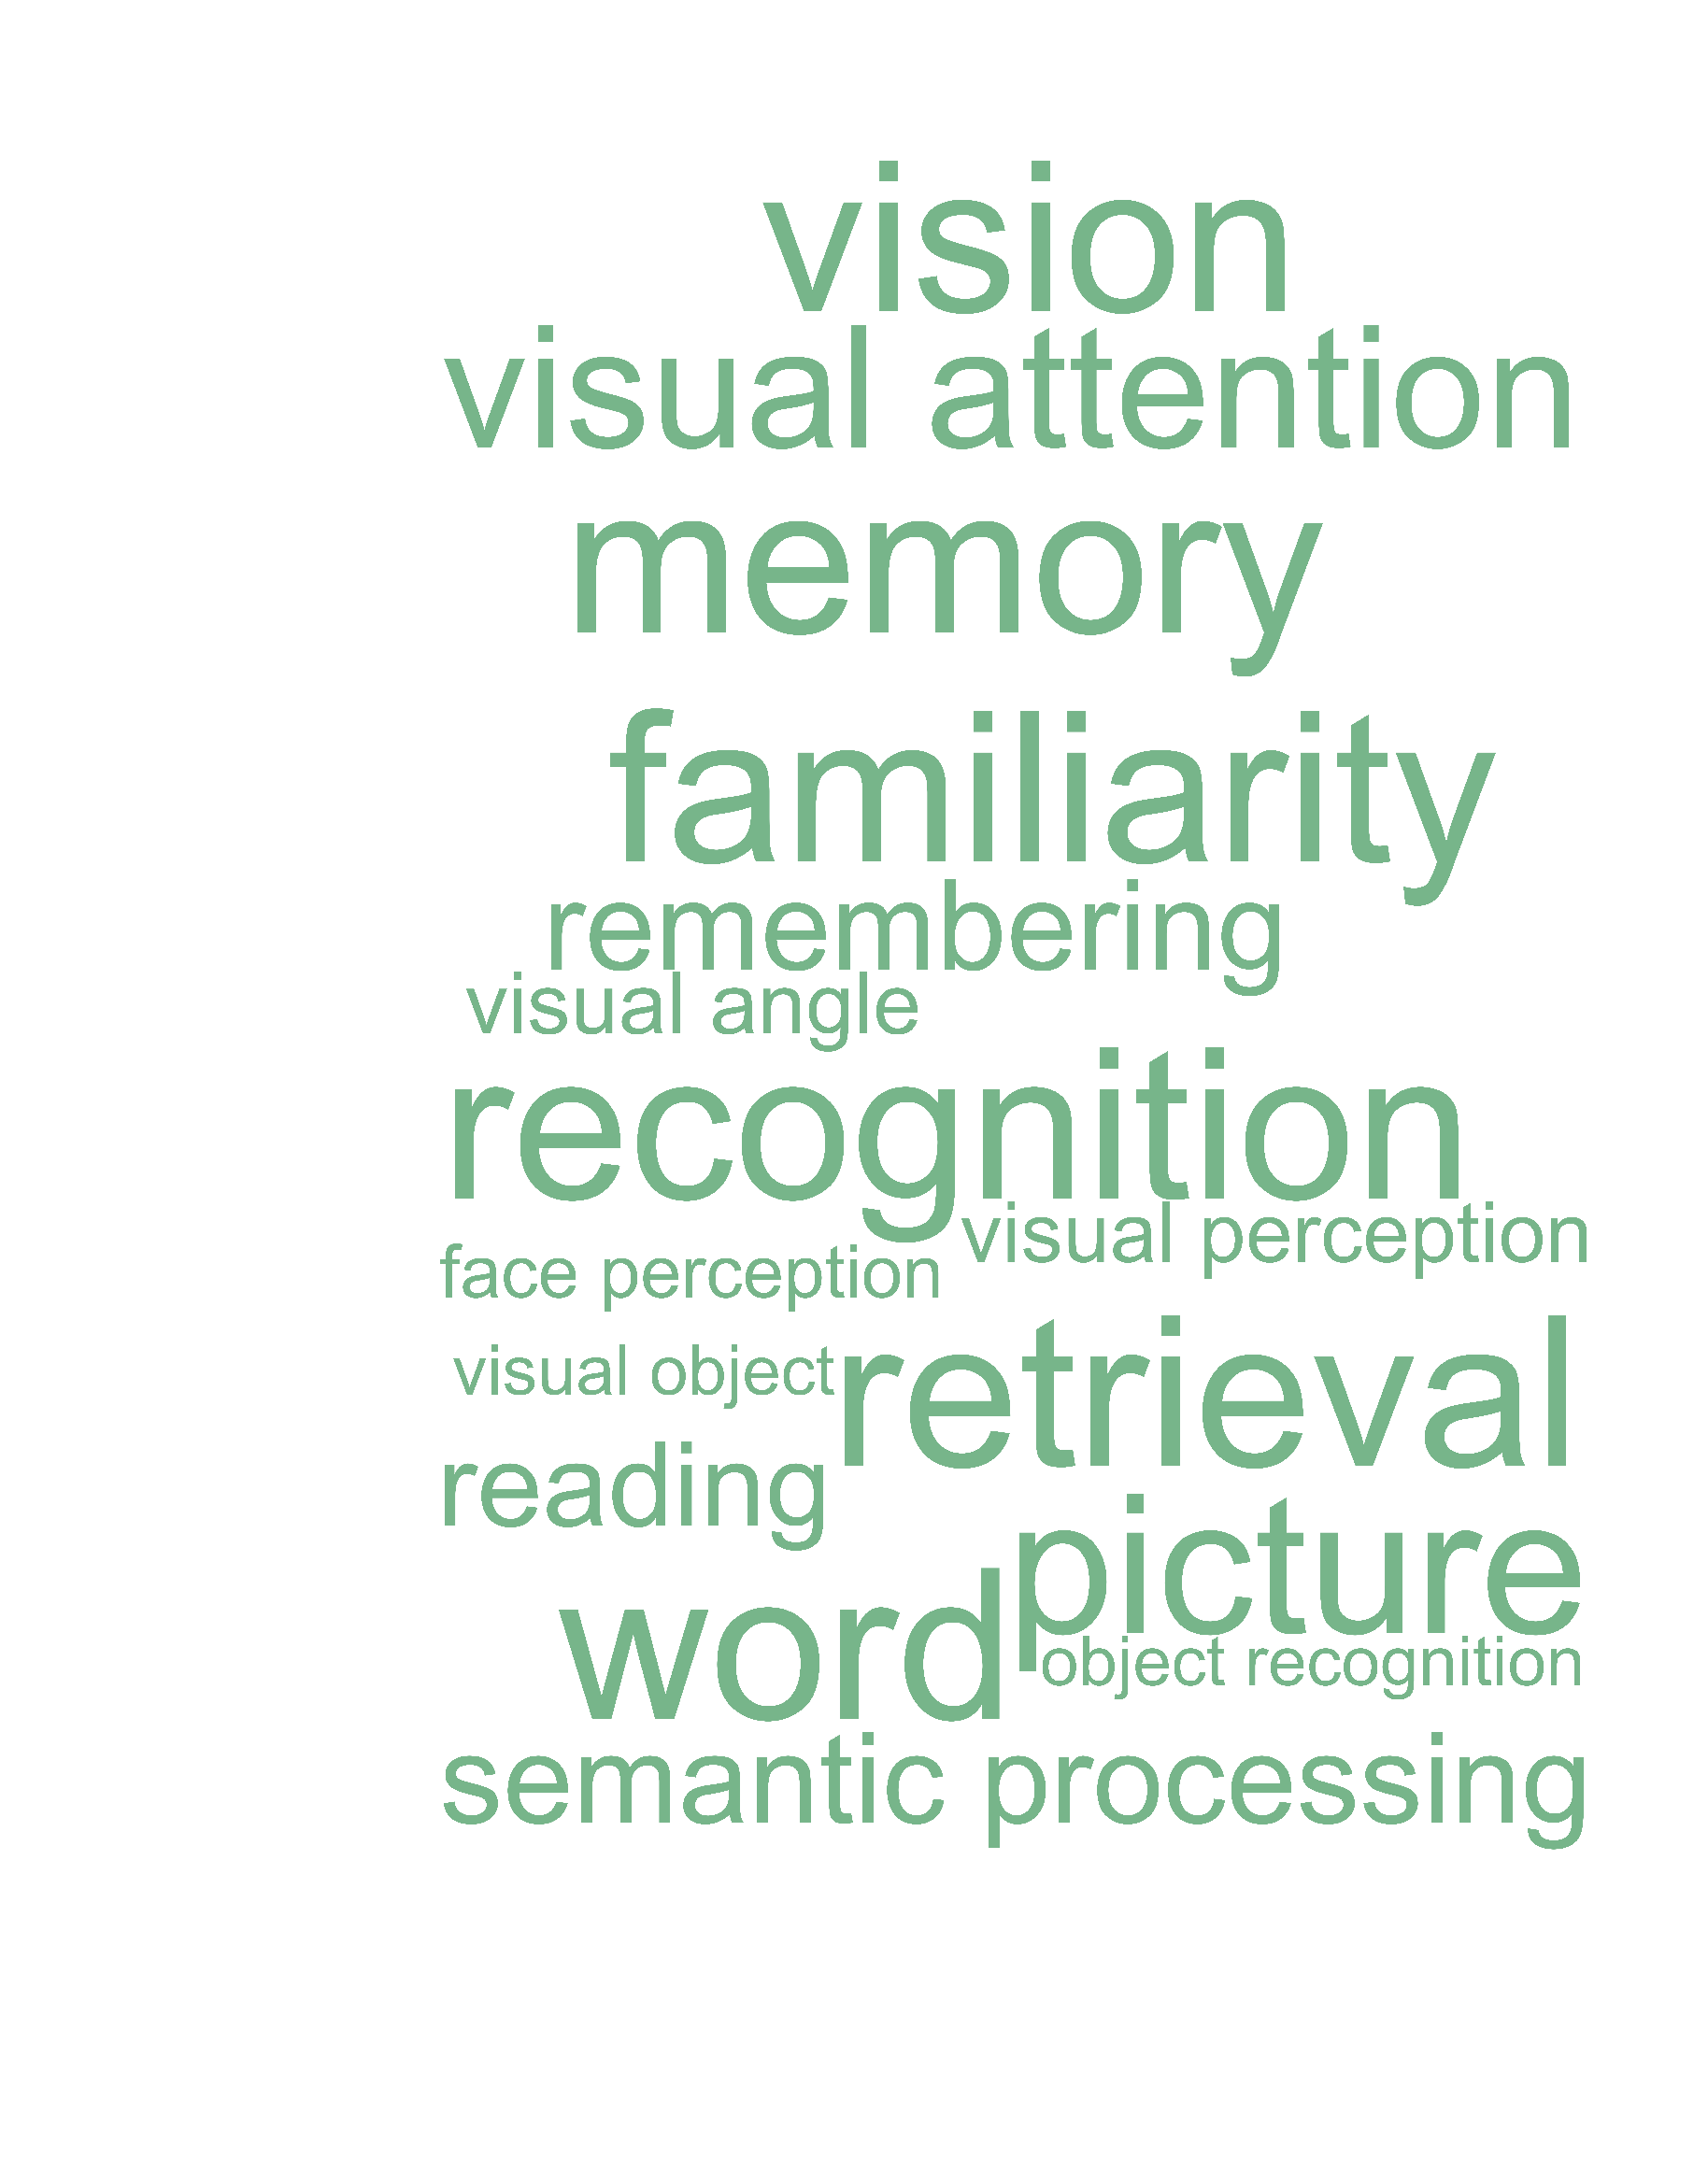 vision
visual attention
memory
familiarity
remembering
visual angle
recognition
visual perception
face perception
visual object
retrieval
reading
picture
word
object recognition
semantic processing